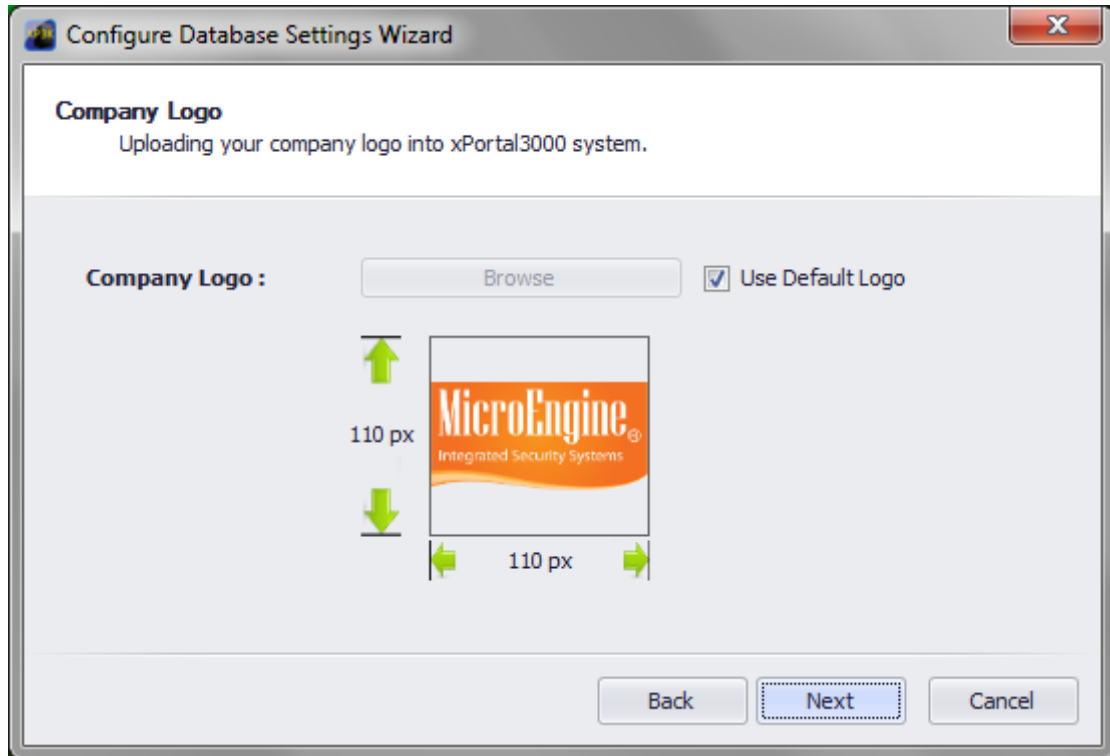 Configure Database Settings Wizard
Company Logo
Uploading your company logo into xPortal3000 system.
Company Logo :
Browse
Use Default Logo
110 px
MicroEngine®
Integrated Security Systems
110 px
Back
Next
Cancel